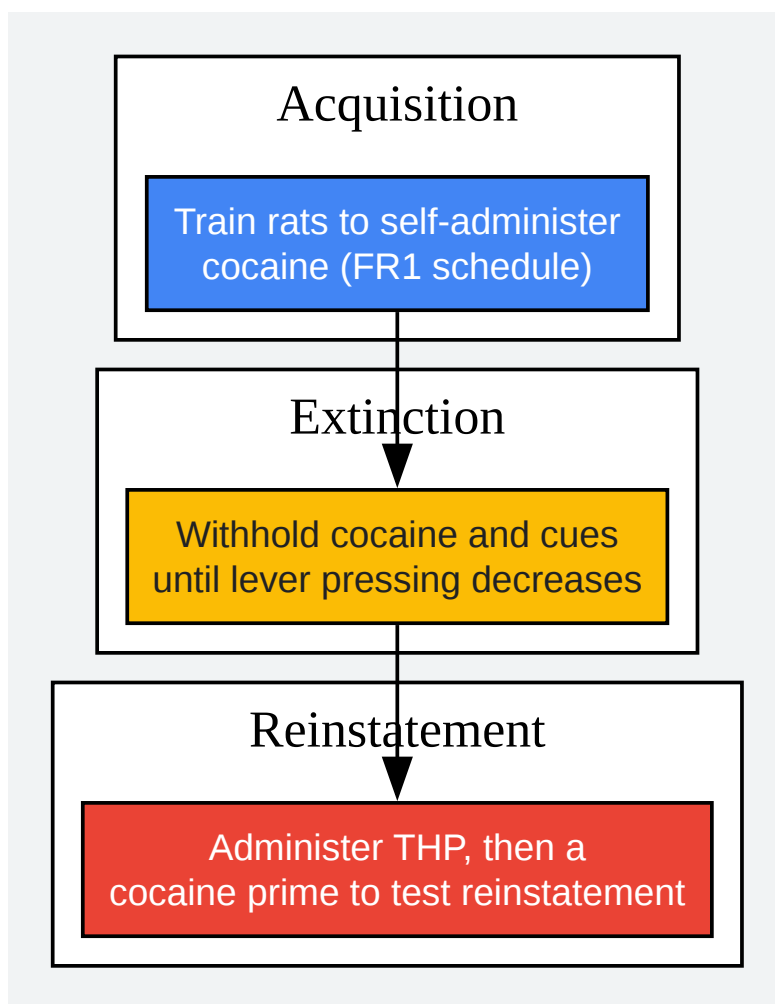 Acquisition
Train rats to self-administer
cocaine (FR1 schedule)
Extinction
Withhold cocaine and cues
until lever pressing decreases
Reinstatement
Administer THP, then a
cocaine prime to test reinstatement